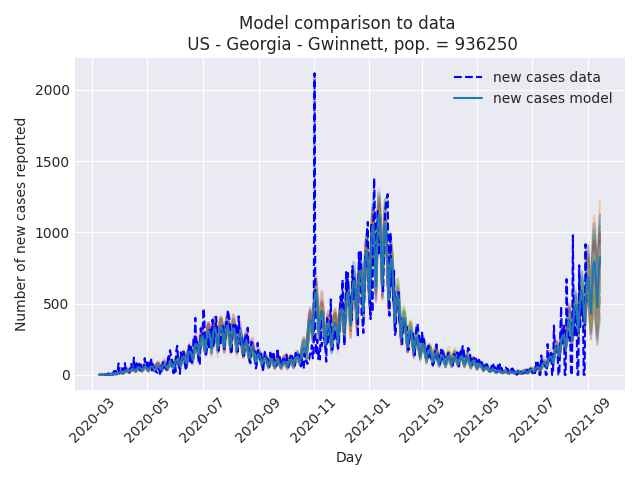 Model comparison to data
US - Georgia - Gwinnett, pop. = 936250
new cases data
new cases model
Number of new cases reported
2000
1500
1000
500
0
2020-03
2020-05
2020-07
2020-09
2020-11
2021-01
2021-03
2021-05
2021-07
2021-09
Day